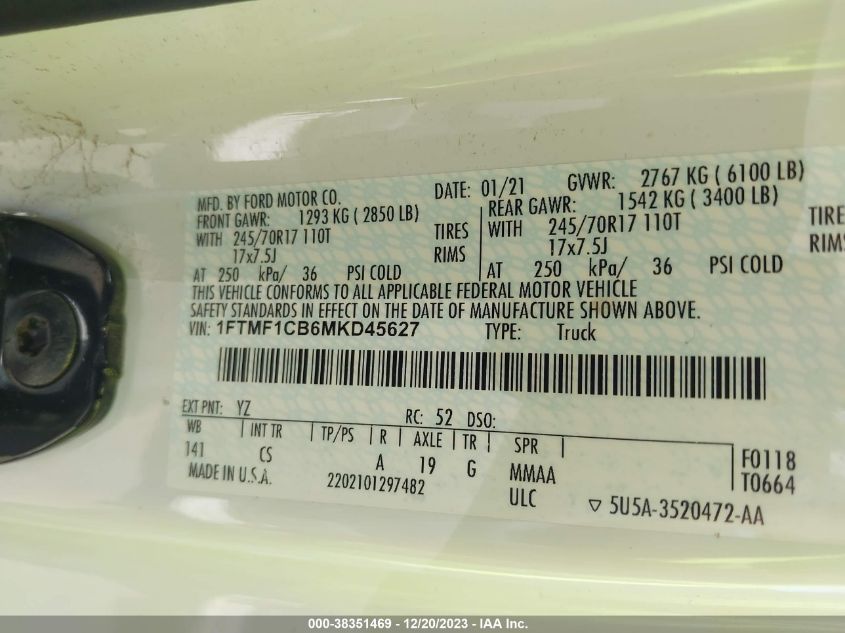 MFD. BY FORD MOTOR CO. DATE: 01/21 GVWR: 2767 KG ( 6100 LB)
FRONT GAWR: 1293 KG ( 2850 LB) REAR GAWR: 1542 KG ( 3400 LB)
WITH 245/70R17 110T TIRES WITH 245/70R17 110T TIRE
17x7.5J RIMS 17x7.5J RIM
AT 250 kPa/ 36 PSI COLD AT 250 kPa/ 36 PSI COLD
THIS VEHICLE CONFORMS TO ALL APPLICABLE FEDERAL MOTOR VEHICLE
SAFETY STANDARDS IN EFFECT ON THE DATE OF MANUFACTURE SHOWN ABOVE.
VIN: 1FTMF1CB6MKD45627 TYPE: Truck
EXT PNT: YZ RC: 52 DSO:
WB INT TR TP/PS R AXLE TR SPR
141 CS A 19 G MMAA F0118
MADE IN U.S.A. 2202101297482 ULC T0664
▽ 5U5A-3520472-AA
000-38351469 - 12/20/2023 - IAA Inc.